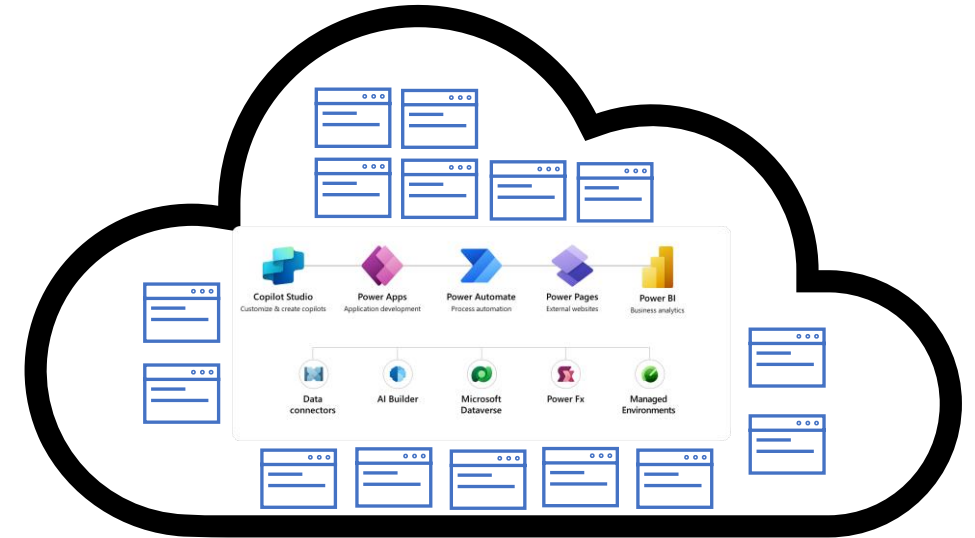 Copilot Studio
Customize & create copilots
Power Apps
Application development
Power Automate
Process automation
Power Pages
External websites
Power BI
Business analytics
Data
connectors
AI Builder
Microsoft
Dataverse
Power Fx
Managed
Environments